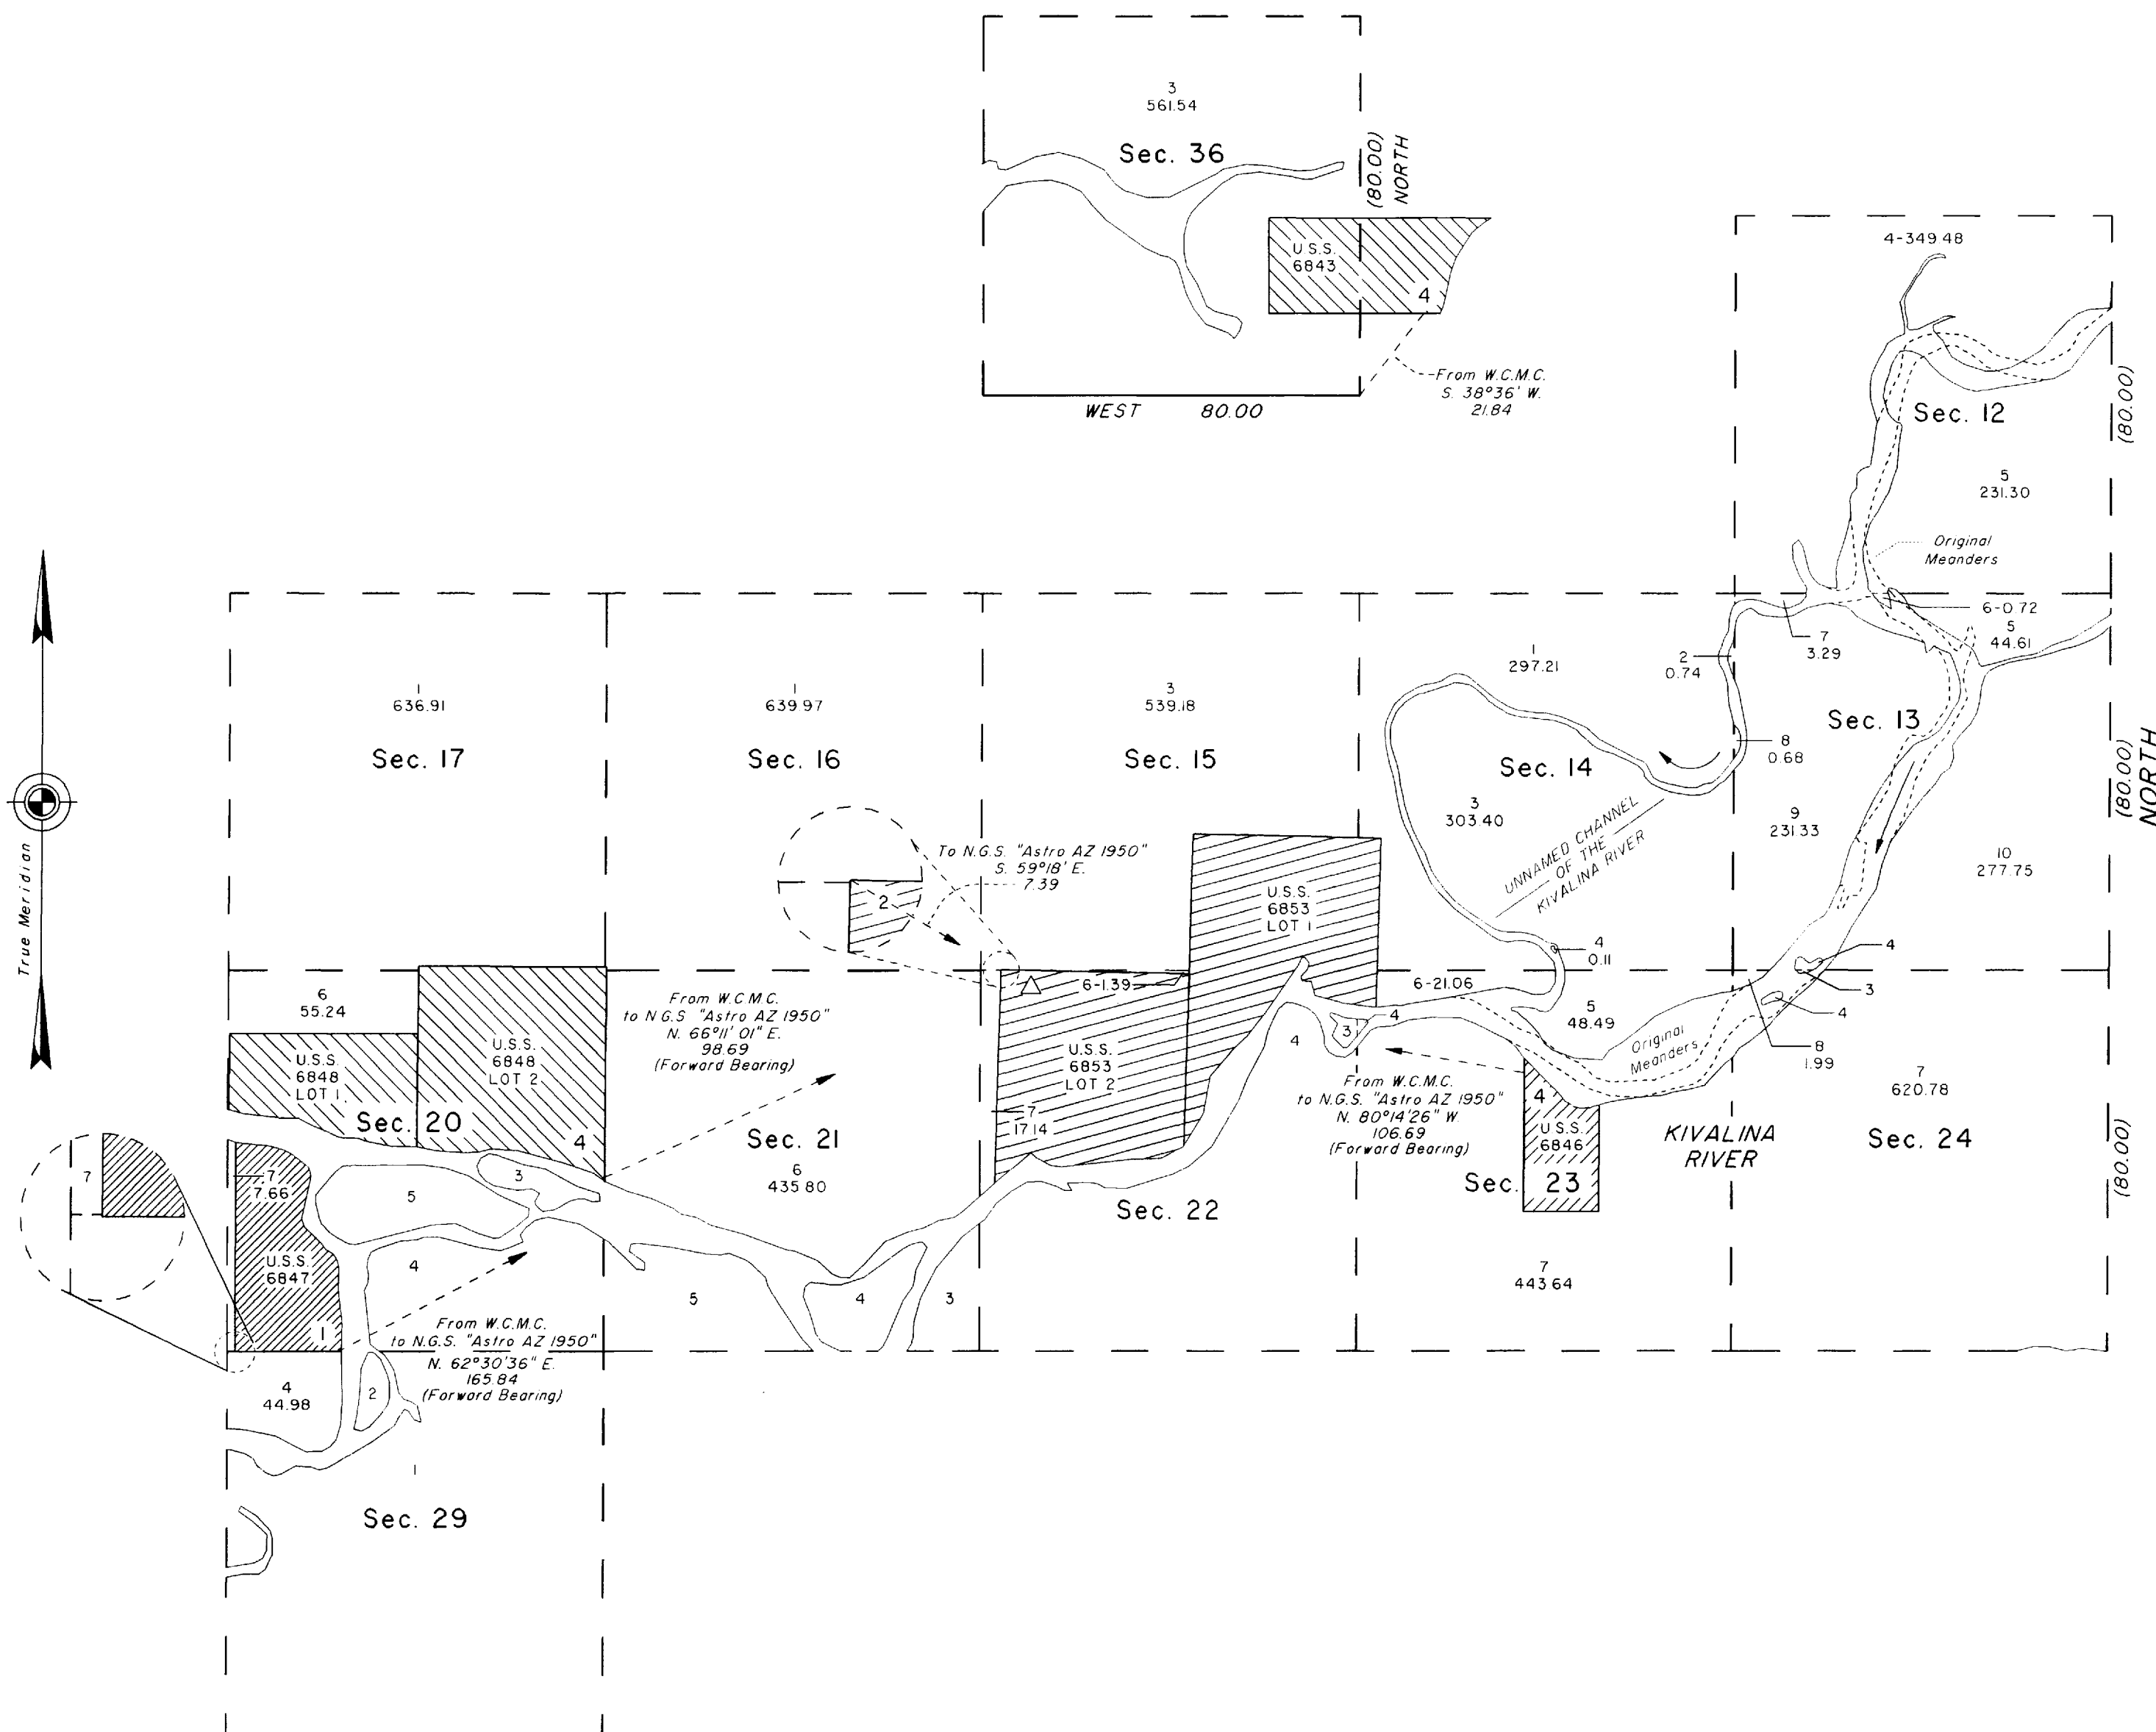 3
561.54
Sec. 36
(80.00)
NORTH
U.S.S.
6843
4
From W.C.M.C.
S. 38°36' W.
21.84
WEST 80.00
4-349.48
Sec. 12
(80.00)
5
231.30
Original
Meanders
6-0.72
5
44.61
7
3.29
1
636.91
Sec. 17
1
639.97
Sec. 16
3
539.18
Sec. 15
1
297.21
2
0.74
Sec. 14
8
0.68
Sec. 13
(80.00)
NORTH
3
303.40
UNNAMED CHANNEL
OF THE
KIVALINA RIVER
9
231.33
10
277.75
True Meridian
To N.G.S. "Astro AZ 1950"
S. 59°18' E.
7.39
2
U.S.S.
6853
LOT 1
4
0.11
4
3
4
6
55.24
U.S.S.
6848
LOT 1
U.S.S.
6848
LOT 2
Sec. 20
4
From W.C.M.C.
to N.G.S "Astro AZ 1950"
N. 66°11' 01" E.
98.69
(Forward Bearing)
6-1.39
U.S.S.
6853
LOT 2
7
17.14
6-21.06
4
3
4
5
48.49
Original
Meanders
8
1.99
7
620.78
Sec. 24
(80.00)
KIVALINA
RIVER
From W.C.M.C.
to N.G.S. "Astro AZ 1950"
N. 80°14'26" W.
106.69
(Forward Bearing)
4
U.S.S.
6846
Sec. 23
7
443.64
Sec. 21
6
435.80
Sec. 22
7
7
7.66
U.S.S.
6847
1
5
3
4
5
4
3
From W.C.M.C.
to N.G.S. "Astro AZ 1950"
N. 62°30'36" E.
165.84
(Forward Bearing)
4
44.98
2
1
Sec. 29